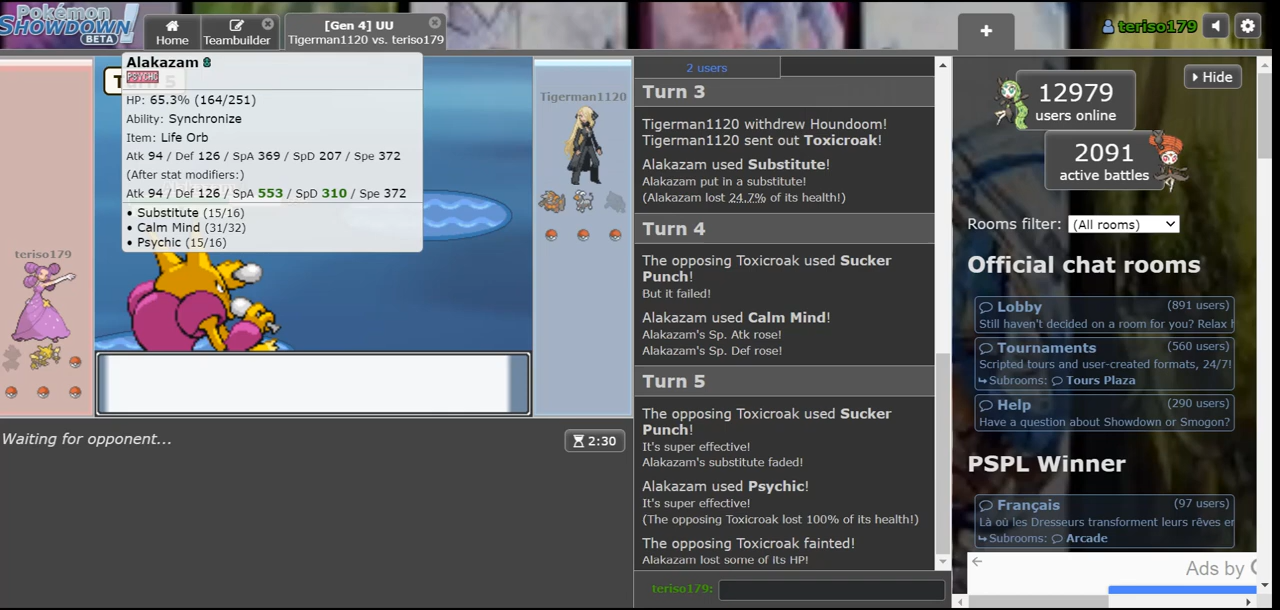 Pokémon
SHOWDOWN!
BETA
Home
Teambuilder
[Gen 4] UU
Tigerman1120 vs. teriso179
+
teriso179
Alakazam
PSYCHIC
HP: 65.3% (164/251)
Ability: Synchronize
Item: Life Orb
Atk 94 / Def 126 / SpA 369 / SpD 207 / Spe 372
(After stat modifiers:)
Atk 94 / Def 126 / SpA 553 / SpD 310 / Spe 372
• Substitute (15/16)
• Calm Mind (31/32)
• Psychic (15/16)
teriso179
Tigerman1120
Waiting for opponent...
2:30
2 users
Turn 3
Tigerman1120 withdrew Houndoom!
Tigerman1120 sent out Toxicroak!
Alakazam used Substitute!
Alakazam put in a substitute!
(Alakazam lost 24.7% of its health!)
Turn 4
The opposing Toxicroak used Sucker
Punch!
But it failed!
Alakazam used Calm Mind!
Alakazam's Sp. Atk rose!
Alakazam's Sp. Def rose!
Turn 5
The opposing Toxicroak used Sucker
Punch!
It's super effective!
Alakazam's substitute faded!
Alakazam used Psychic!
It's super effective!
(The opposing Toxicroak lost 100% of its health!)
The opposing Toxicroak fainted!
Alakazam lost some of its HP!
teriso179:
Hide
12979
users online
2091
active battles
Rooms filter: (All rooms)
Official chat rooms
Lobby (891 users)
Still haven't decided on a room for you? Relax
Tournaments (560 users)
Scripted tours and user-created formats, 24/7!
Subrooms: Tours Plaza
Help (290 users)
Have a question about Showdown or Smogon?
PSPL Winner
Français (97 users)
Là où les Dresseurs transforment leurs rêves
Subrooms: Arcade
Ads by